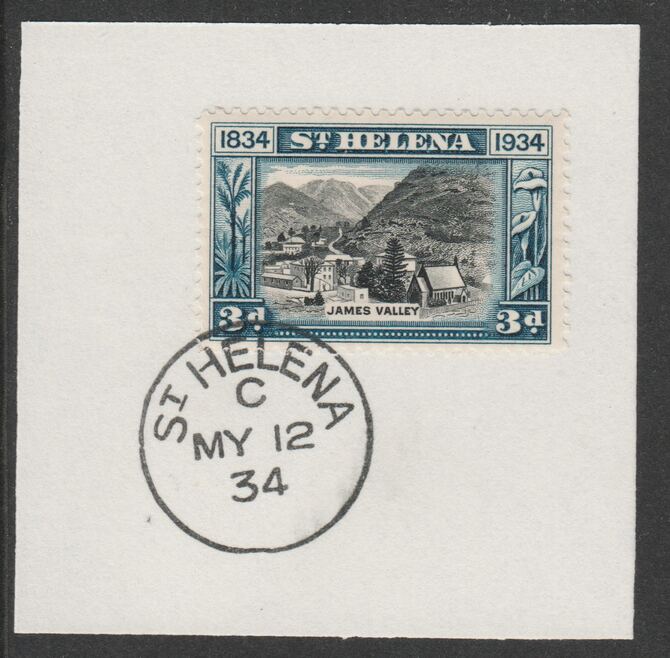 1834 ST HELENA 1934
JAMES VALLEY
3d 3d
ST HELENA
C
MY 12
34